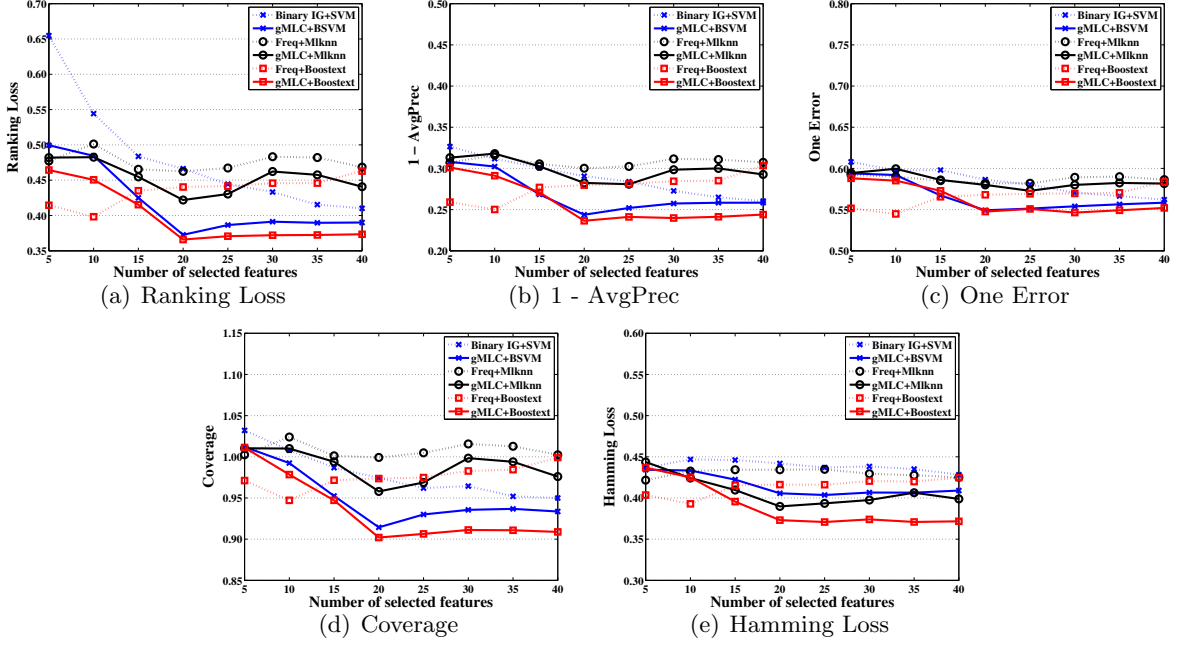 0.70
0.65
0.60
0.55
0.50
0.45
0.40
0.35
Ranking Loss
5 10 15 20 25 30 35 40
Number of selected features
Binary IG+SVM
gMLC+BSVM
Freq+Mlknn
gMLC+Mlknn
Freq+Boostext
gMLC+Boostext
(a) Ranking Loss
0.50
0.45
0.40
0.35
0.30
0.25
0.20
1 − AvgPrec
5 10 15 20 25 30 35 40
Number of selected features
Binary IG+SVM
gMLC+BSVM
Freq+Mlknn
gMLC+Mlknn
Freq+Boostext
gMLC+Boostext
(b) 1 - AvgPrec
0.90
0.80
0.70
0.60
0.50
0.40
One Error
5 10 15 20 25 30 35 40
Number of selected features
Binary IG+SVM
gMLC+BSVM
Freq+Mlknn
gMLC+Mlknn
Freq+Boostext
gMLC+Boostext
(c) One Error
1.15
1.10
1.05
1.00
0.95
0.90
0.85
Coverage
5 10 15 20 25 30 35 40
Number of selected features
Binary IG+SVM
gMLC+BSVM
Freq+Mlknn
gMLC+Mlknn
Freq+Boostext
gMLC+Boostext
(d) Coverage
0.60
0.55
0.50
0.45
0.40
0.35
0.30
Hamming Loss
5 10 15 20 25 30 35 40
Number of selected features
Binary IG+SVM
gMLC+BSVM
Freq+Mlknn
gMLC+Mlknn
Freq+Boostext
gMLC+Boostext
(e) Hamming Loss